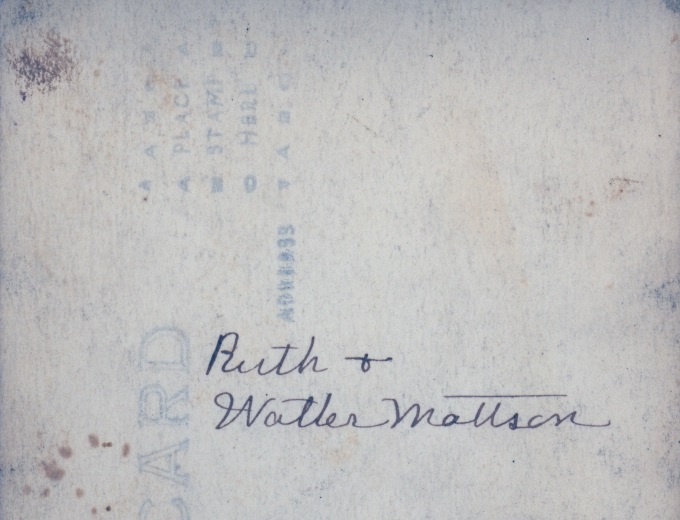 Ruth +
Walter Mattson
CARD
ADDRESS
PLACE
STAMP
HERE